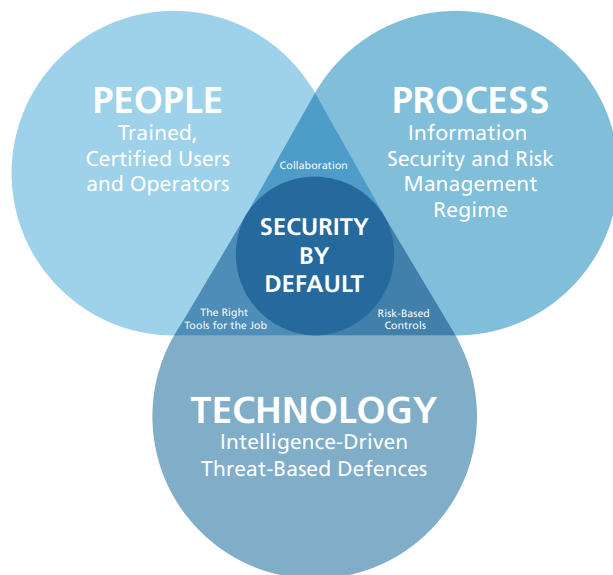 PEOPLE
Trained,
Certified Users
and Operators
PROCESS
Information
Security and Risk
Management
Regime
Collaboration
SECURITY
BY
DEFAULT
The Right
Tools for the Job
Risk-Based
Controls
TECHNOLOGY
Intelligence-Driven
Threat-Based Defences